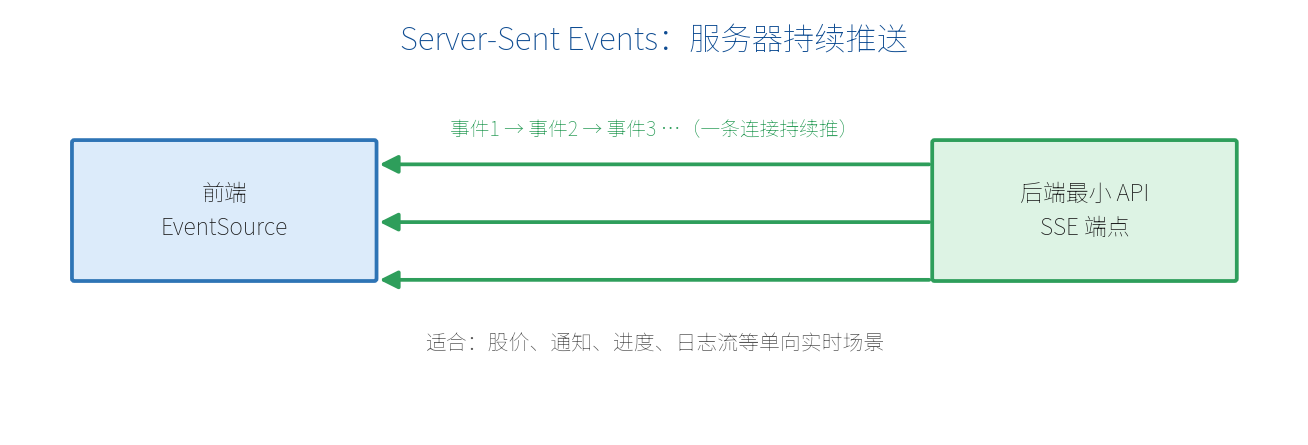 Server-Sent Events：服务器持续推送
事件1 → 事件2 → 事件3 …（一条连接持续推）
前端
EventSource
后端最小 API
SSE 端点
适合：股价、通知、进度、日志流等单向实时场景